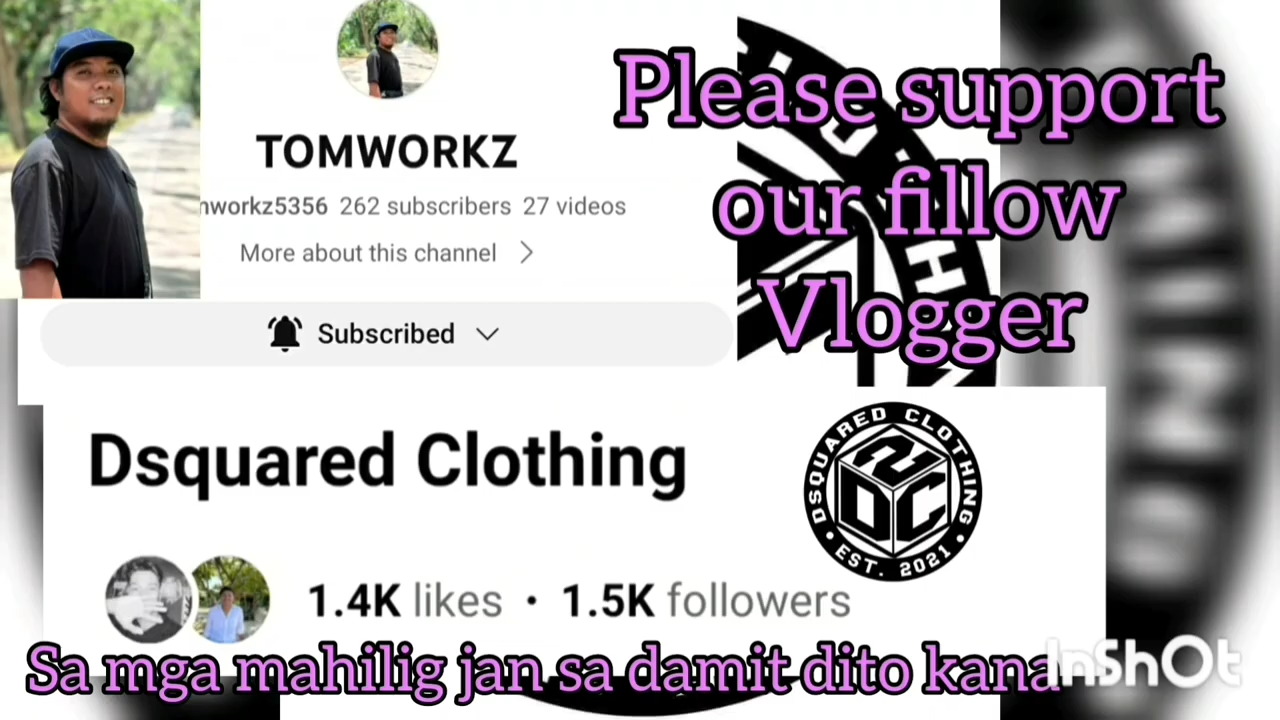 TOMWORKZ
nworkz5356 262 subscribers 27 videos
More about this channel
Subscribed
Please support
our fillow
Vlogger
Dsquared Clothing
DSQUARED CLOTHING
2
DC
EST. 2021
1.4K likes • 1.5K followers
Sa mga mahilig jan sa damit dito kana
InShOt